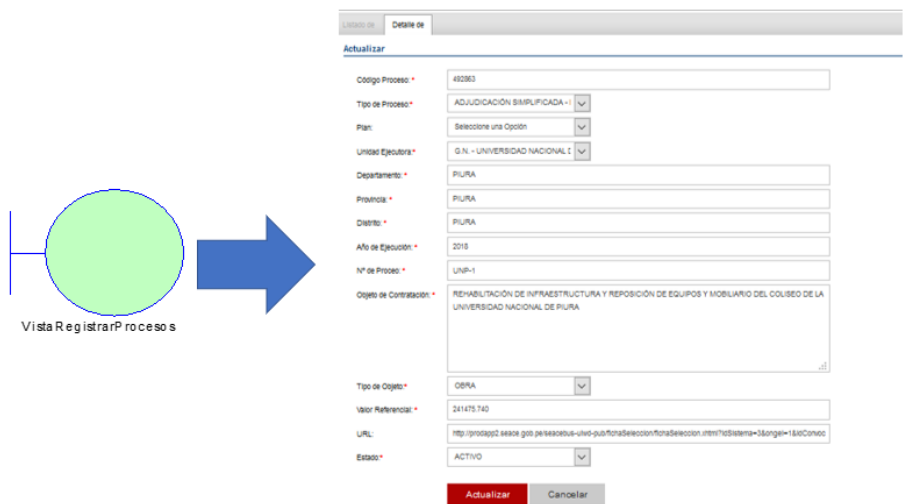 Listado de Detalle de
Actualizar
Código Proceso: * 492863
Tipo de Proceso:* ADJUDICACIÓN SIMPLIFICADA - I
Plan: Seleccione una Opción
Unidad Ejecutora:* G.N. - UNIVERSIDAD NACIONAL D
Departamento: * PIURA
Provincia: * PIURA
Distrito: * PIURA
Año de Ejecución: * 2018
N° de Proceo: * UNP-1
Objeto de Contratación: * REHABILITACIÓN DE INFRAESTRUCTURA Y REPOSICIÓN DE EQUIPOS Y MOBILIARIO DEL COLISEO DE LA
UNIVERSIDAD NACIONAL DE PIURA
VistaRegistrarProcesos
Tipo de Objeto:* OBRA
Valor Referencial: * 241475.740
URL: http://prodapp2.seace.gob.pe/seacebus-uiwd-pub/fichaSeleccion/fichaSeleccion.xhtml?idSistema=3&ongei=1&idConvoc
Estado:* ACTIVO
Actualizar Cancelar